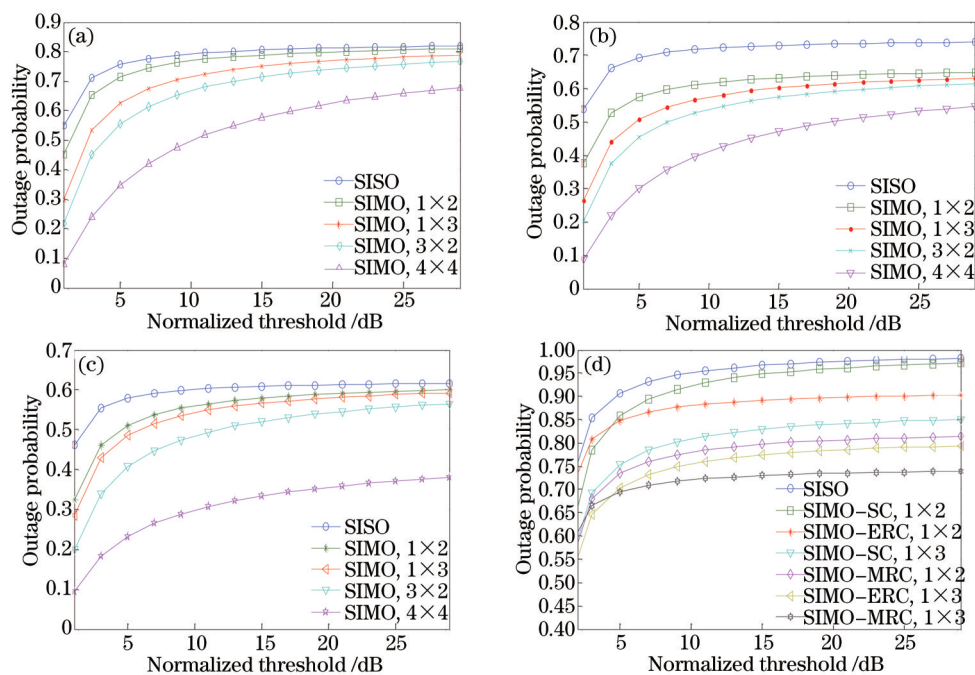 (a)
Outage probability
0.9
0.8
0.7
0.6
0.5
0.4
0.3
0.2
0.1
0
5
10
15
20
25
Normalized threshold /dB
SISO
SIMO, 1×2
SIMO, 1×3
SIMO, 3×2
SIMO, 4×4
(b)
Outage probability
0.8
0.7
0.6
0.5
0.4
0.3
0.2
0.1
0
5
10
15
20
25
Normalized threshold /dB
SISO
SIMO, 1×2
SIMO, 1×3
SIMO, 3×2
SIMO, 4×4
(c)
Outage probability
0.7
0.6
0.5
0.4
0.3
0.2
0.1
0
5
10
15
20
25
Normalized threshold /dB
SISO
SIMO, 1×2
SIMO, 1×3
SIMO, 3×2
SIMO, 4×4
(d)
Outage probability
1.00
0.95
0.90
0.85
0.80
0.75
0.70
0.65
0.60
0.55
0.50
0.45
0.40
5
10
15
20
25
Normalized threshold /dB
SISO
SIMO-SC, 1×2
SIMO-ERC, 1×2
SIMO-SC, 1×3
SIMO-MRC, 1×2
SIMO-ERC, 1×3
SIMO-MRC, 1×3